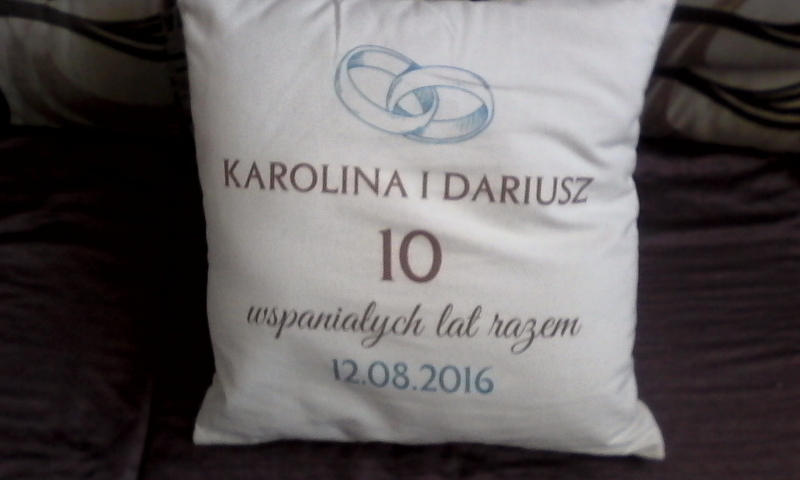 KAROLINA I DARIUSZ
10
wspaniałych lat razem
12.08.2016